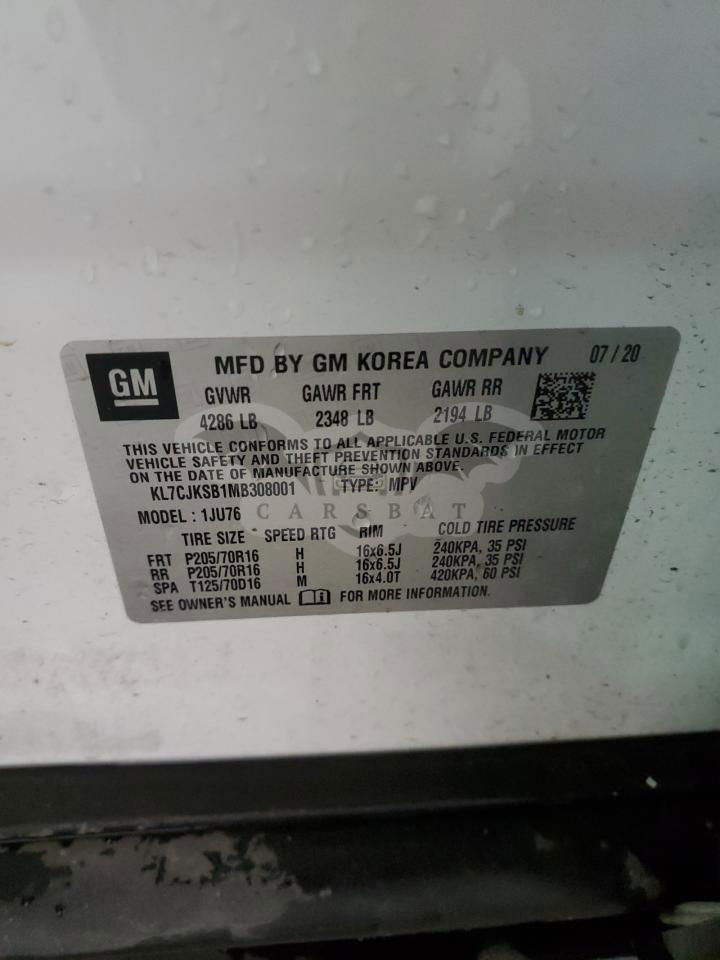 GM
MFD BY GM KOREA COMPANY 07/20
GVWR GAWR FRT GAWR RR
4286 LB 2348 LB 2194 LB
THIS VEHICLE CONFORMS TO ALL APPLICABLE U.S. FEDERAL MOTOR
VEHICLE SAFETY AND THEFT PREVENTION STANDARDS IN EFFECT
ON THE DATE OF MANUFACTURE SHOWN ABOVE.
KL7CJKSB1MB308001 TYPE: MPV
CARSBAT
MODEL : 1JU76
TIRE SIZE SPEED RTG RIM COLD TIRE PRESSURE
FRT P205/70R16 H 16x6.5J 240KPA, 35 PSI
RR P205/70R16 H 16x6.5J 240KPA, 35 PSI
SPA T125/70D16 M 16x4.0T 420KPA, 60 PSI
SEE OWNER'S MANUAL FOR MORE INFORMATION.